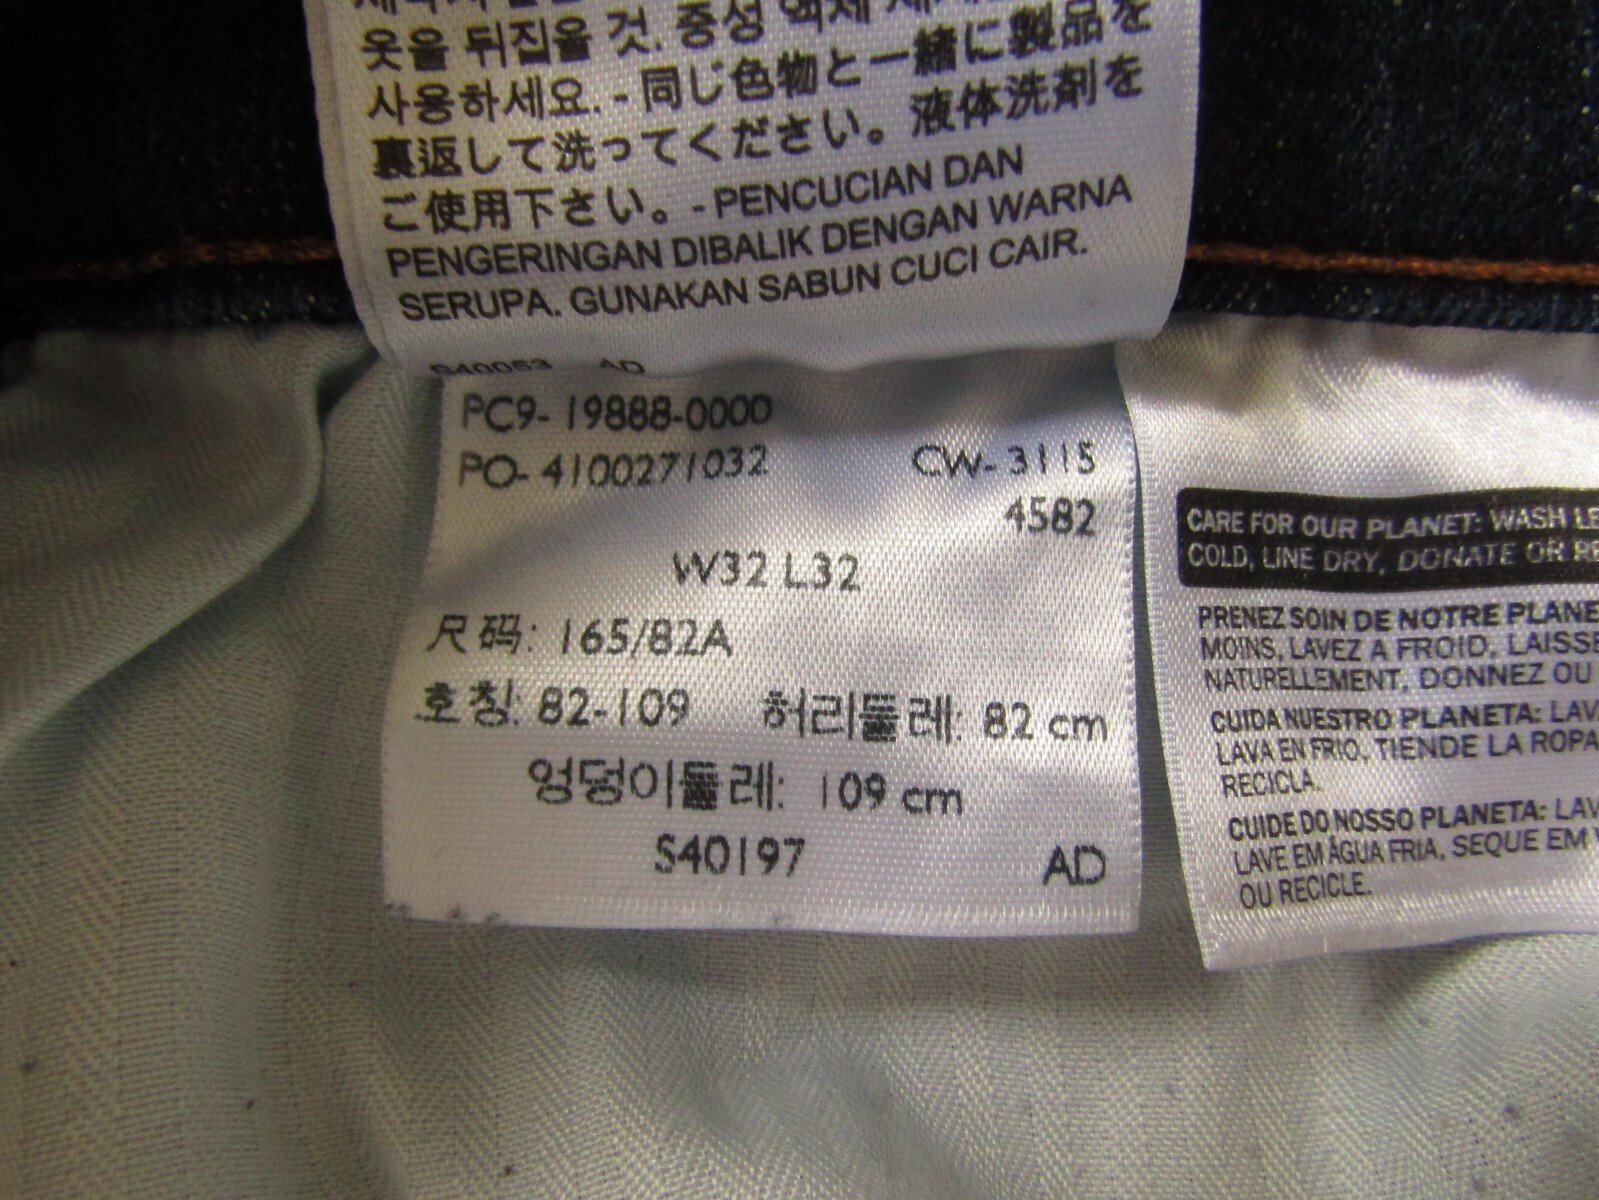 옷을 뒤집을 것. 중성 액체 세제
사용하세요. - 同じ色物と一緒に製品を
裏返して洗ってください。液体洗剤を
ご使用下さい。- PENCUCIAN DAN
PENGERINGAN DIBALIK DENGAN WARNA
SERUPA. GUNAKAN SABUN CUCI CAIR.
S40053 AD
PC9-19888-0000
PO-4100271032 CW-3115
4582
W32 L32
尺码: 165/82A
호칭: 82-109 허리둘레: 82 cm
엉덩이둘레: 109 cm
S40197 AD
CARE FOR OUR PLANET: WASH LE
COLD, LINE DRY, DONATE OR RE
PRENEZ SOIN DE NOTRE PLANE
MOINS, LAVEZ A FROID, LAISSE
NATURELLEMENT, DONNEZ OU
CUIDA NUESTRO PLANETA: LAVA
LAVA EN FRIO, TIENDE LA ROPA
RECICLA.
CUIDE DO NOSSO PLANETA: LAV
LAVE EM ÁGUA FRIA, SEQUE EM
OU RECICLE.